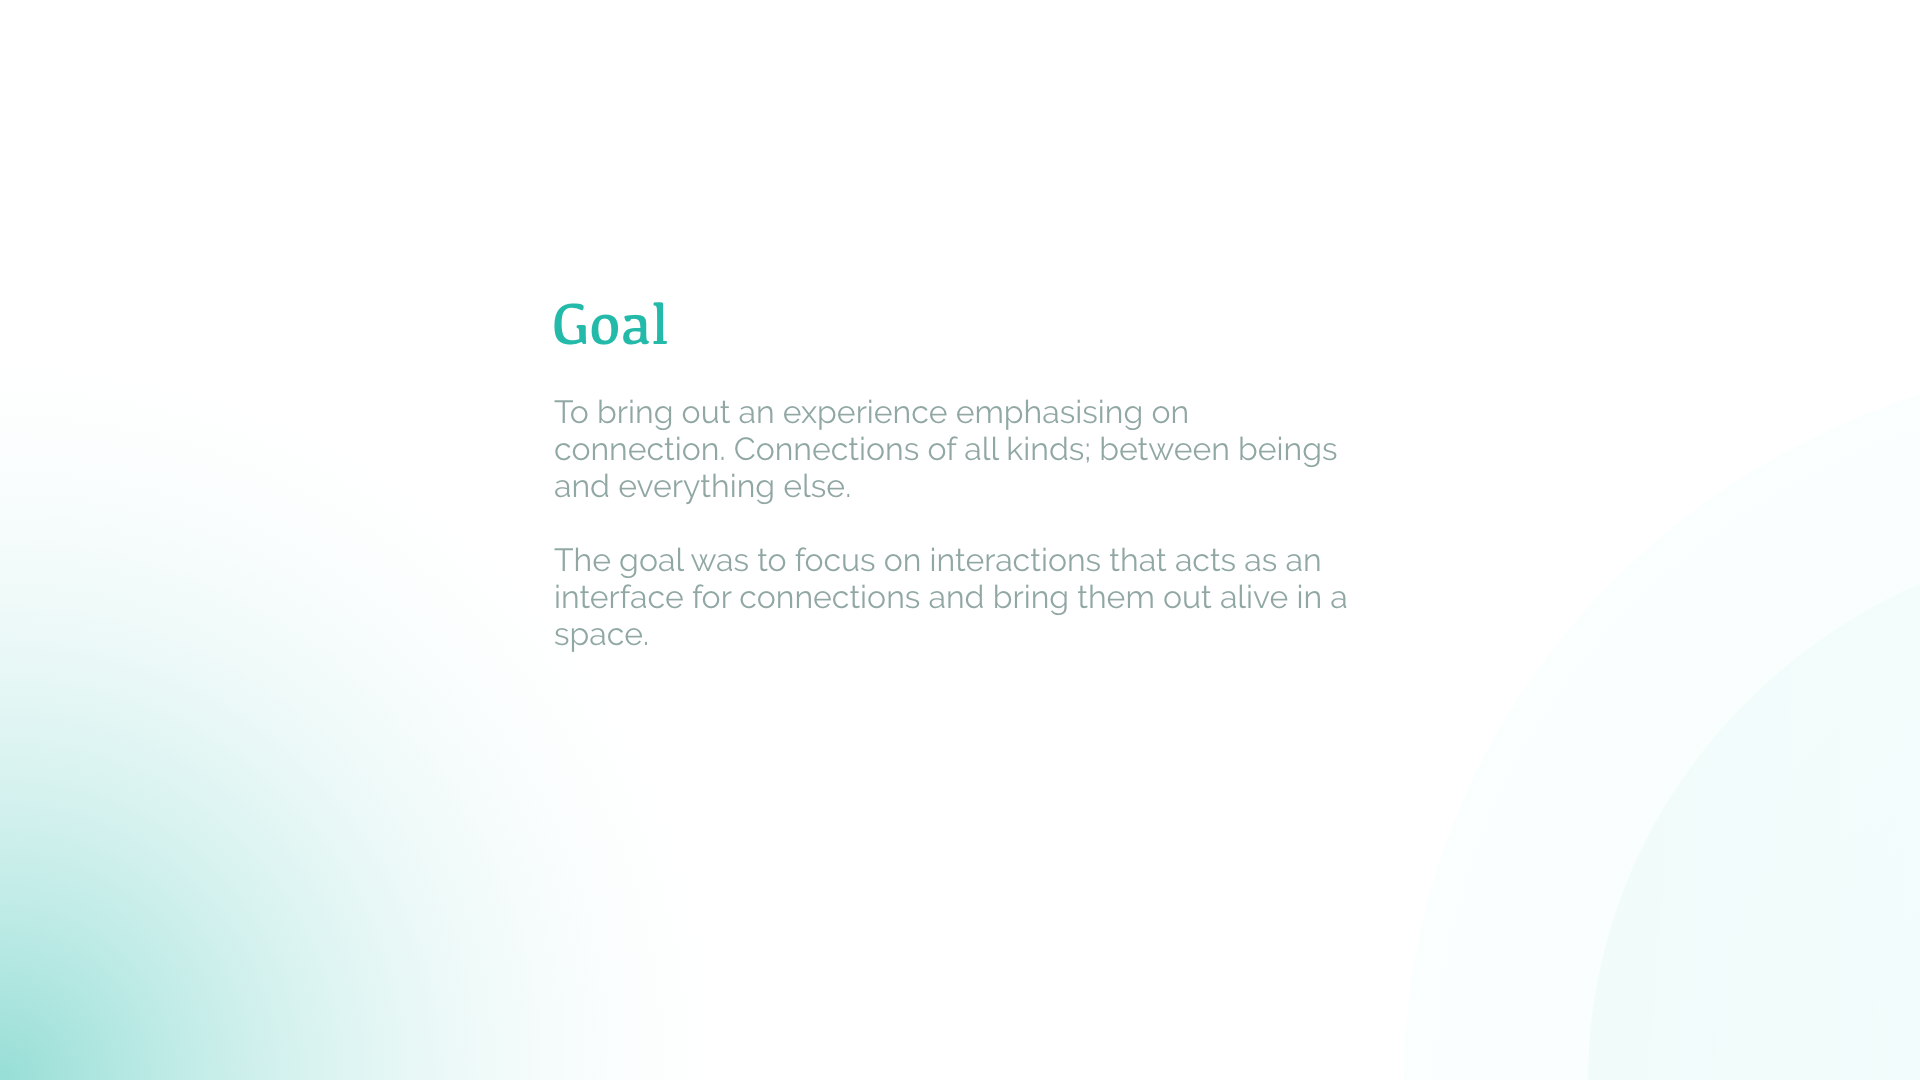 Goal
To bring out an experience emphasising on
connection. Connections of all kinds; between beings
and everything else.
The goal was to focus on interactions that acts as an
interface for connections and bring them out alive in a
space.